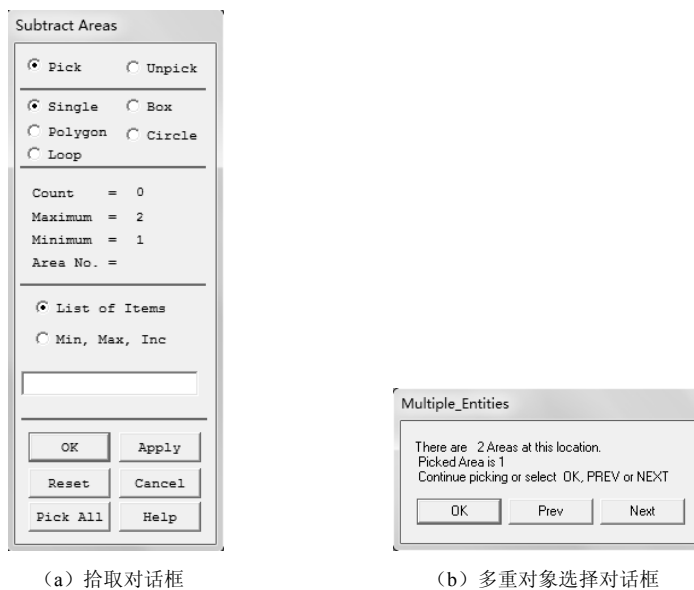 Subtract Areas
Pick Unpick
Single Box
Polygon Circle
Loop
Count = 0
Maximum = 2
Minimum = 1
Area No. =
List of Items
Min, Max, Inc
OK Apply
Reset Cancel
Pick All Help
（a）拾取对话框
Multiple_Entities
There are 2 Areas at this location.
Picked Area is 1
Continue picking or select OK, PREV or NEXT
OK Prev Next
（b）多重对象选择对话框